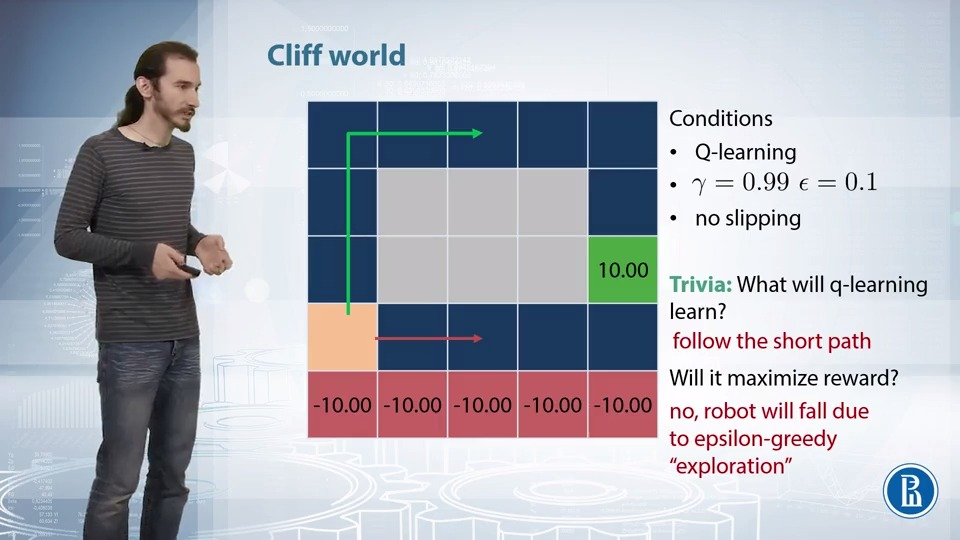 Cliff world
Conditions
• Q-learning
• γ = 0.99 ϵ = 0.1
• no slipping
10.00
Trivia: What will q-learning
learn?
follow the short path
Will it maximize reward?
-10.00 -10.00 -10.00 -10.00 -10.00
no, robot will fall due
to epsilon-greedy
“exploration”